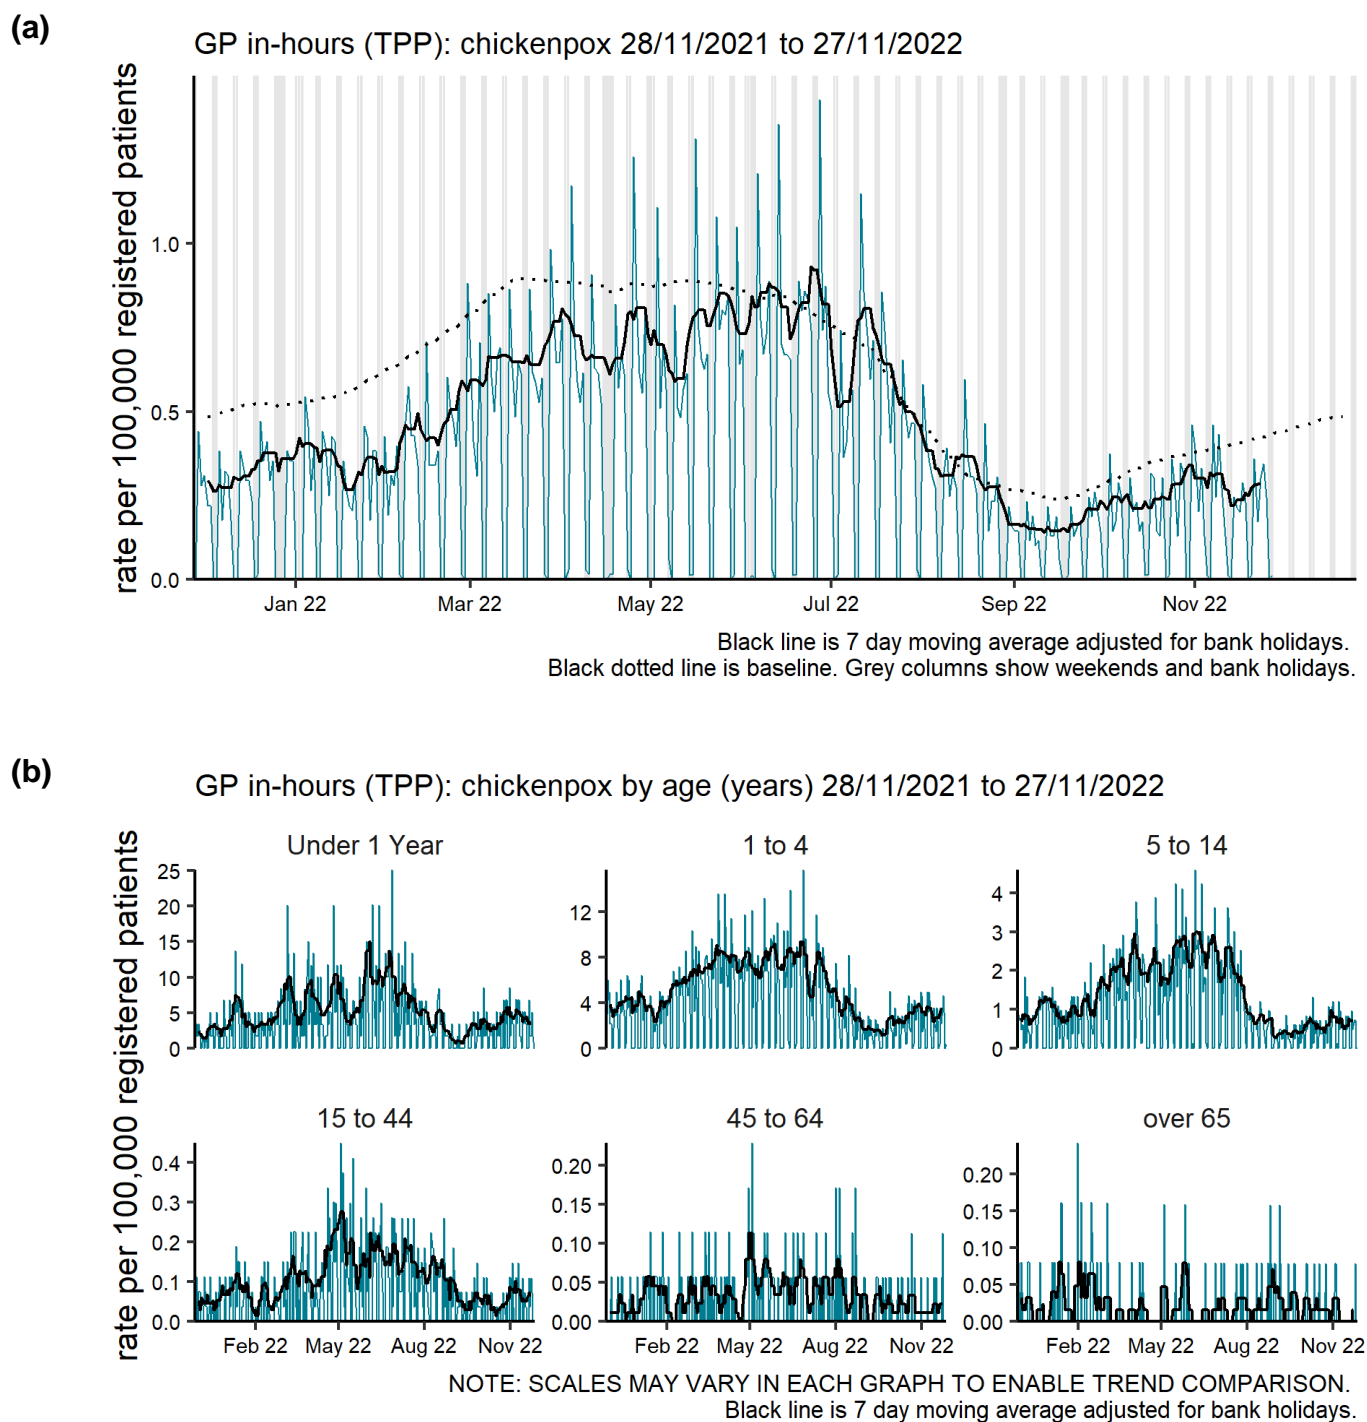 (a)
GP in-hours (TPP): chickenpox 28/11/2021 to 27/11/2022
rate per 100,000 registered patients
1.0
0.5
0.0
Jan 22 Mar 22 May 22 Jul 22 Sep 22 Nov 22
Black line is 7 day moving average adjusted for bank holidays.
Black dotted line is baseline. Grey columns show weekends and bank holidays.
(b)
GP in-hours (TPP): chickenpox by age (years) 28/11/2021 to 27/11/2022
rate per 100,000 registered patients
Under 1 Year
25
20
15
10
5
0
1 to 4
12
8
4
0
5 to 14
4
3
2
1
0
15 to 44
0.4
0.3
0.2
0.1
0.0
Feb 22 May 22 Aug 22 Nov 22
45 to 64
0.20
0.15
0.10
0.05
0.00
Feb 22 May 22 Aug 22 Nov 22
over 65
0.20
0.15
0.10
0.05
0.00
Feb 22 May 22 Aug 22 Nov 22
NOTE: SCALES MAY VARY IN EACH GRAPH TO ENABLE TREND COMPARISON.
Black line is 7 day moving average adjusted for bank holidays.